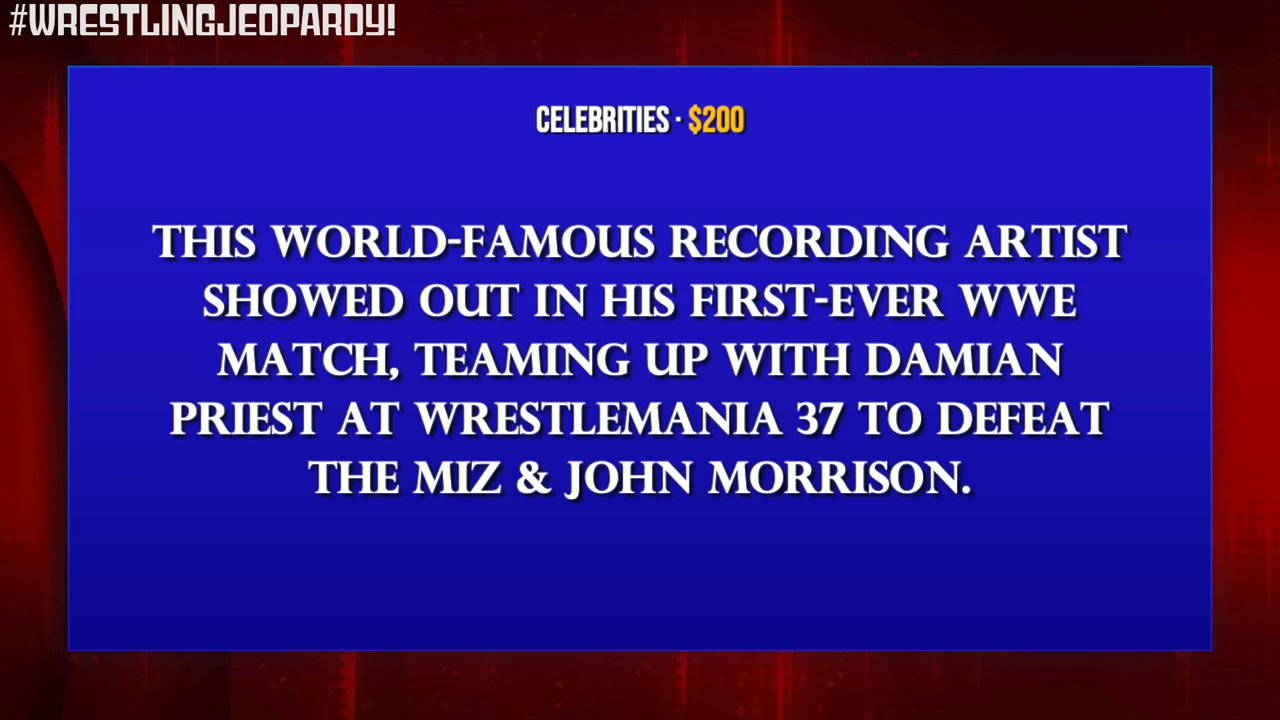 #WRESTLINGJEOPARDY!
CELEBRITIES · $200
THIS WORLD-FAMOUS RECORDING ARTIST
SHOWED OUT IN HIS FIRST-EVER WWE
MATCH, TEAMING UP WITH DAMIAN
PRIEST AT WRESTLEMANIA 37 TO DEFEAT
THE MIZ & JOHN MORRISON.